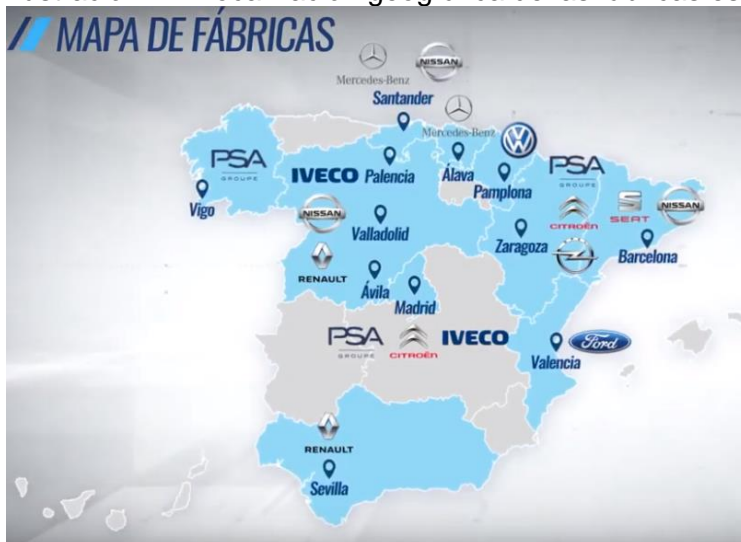 MAPA DE FÁBRICAS
Mercedes-Benz
NISSAN
Santander
Mercedes-Benz
PSA
GROUPE
IVECO
Palencia
Álava
Pamplona
PSA
GROUPE
Vigo
NISSAN
Valladolid
CITROËN
SEAT
NISSAN
Zaragoza
Barcelona
RENAULT
Ávila
Madrid
PSA
GROUPE
CITROËN
IVECO
Valencia
Ford
RENAULT
Sevilla